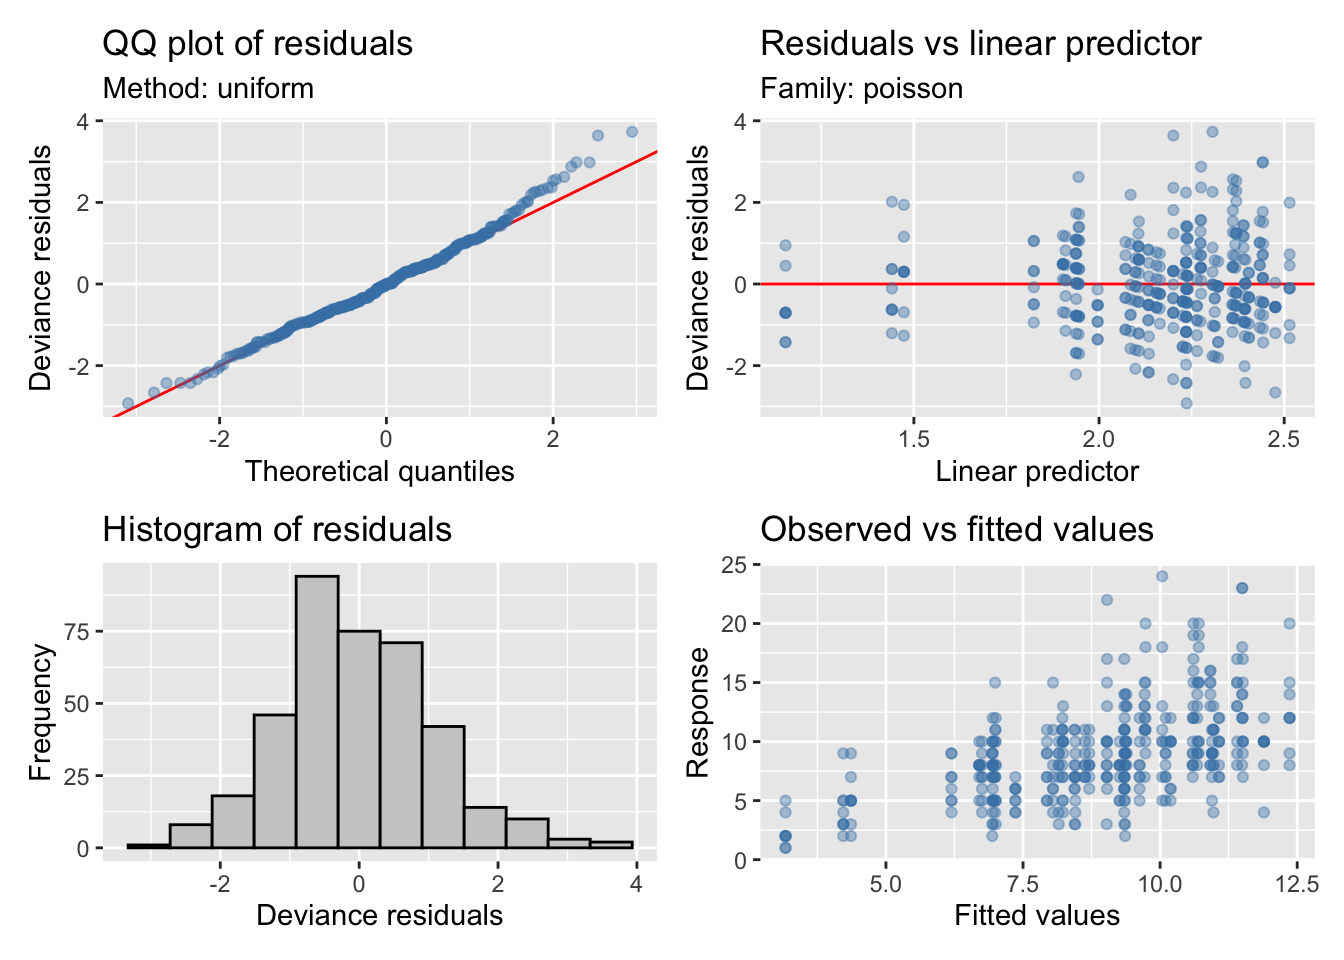 QQ plot of residuals
Method: uniform
Deviance residuals
4
2
0
-2
-2
0
2
Theoretical quantiles
Residuals vs linear predictor
Family: poisson
Deviance residuals
4
2
0
-2
1.5
2.0
2.5
Linear predictor
Histogram of residuals
Frequency
75
50
25
0
-2
0
2
4
Deviance residuals
Observed vs fitted values
Response
25
20
15
10
5
0
5.0
7.5
10.0
12.5
Fitted values